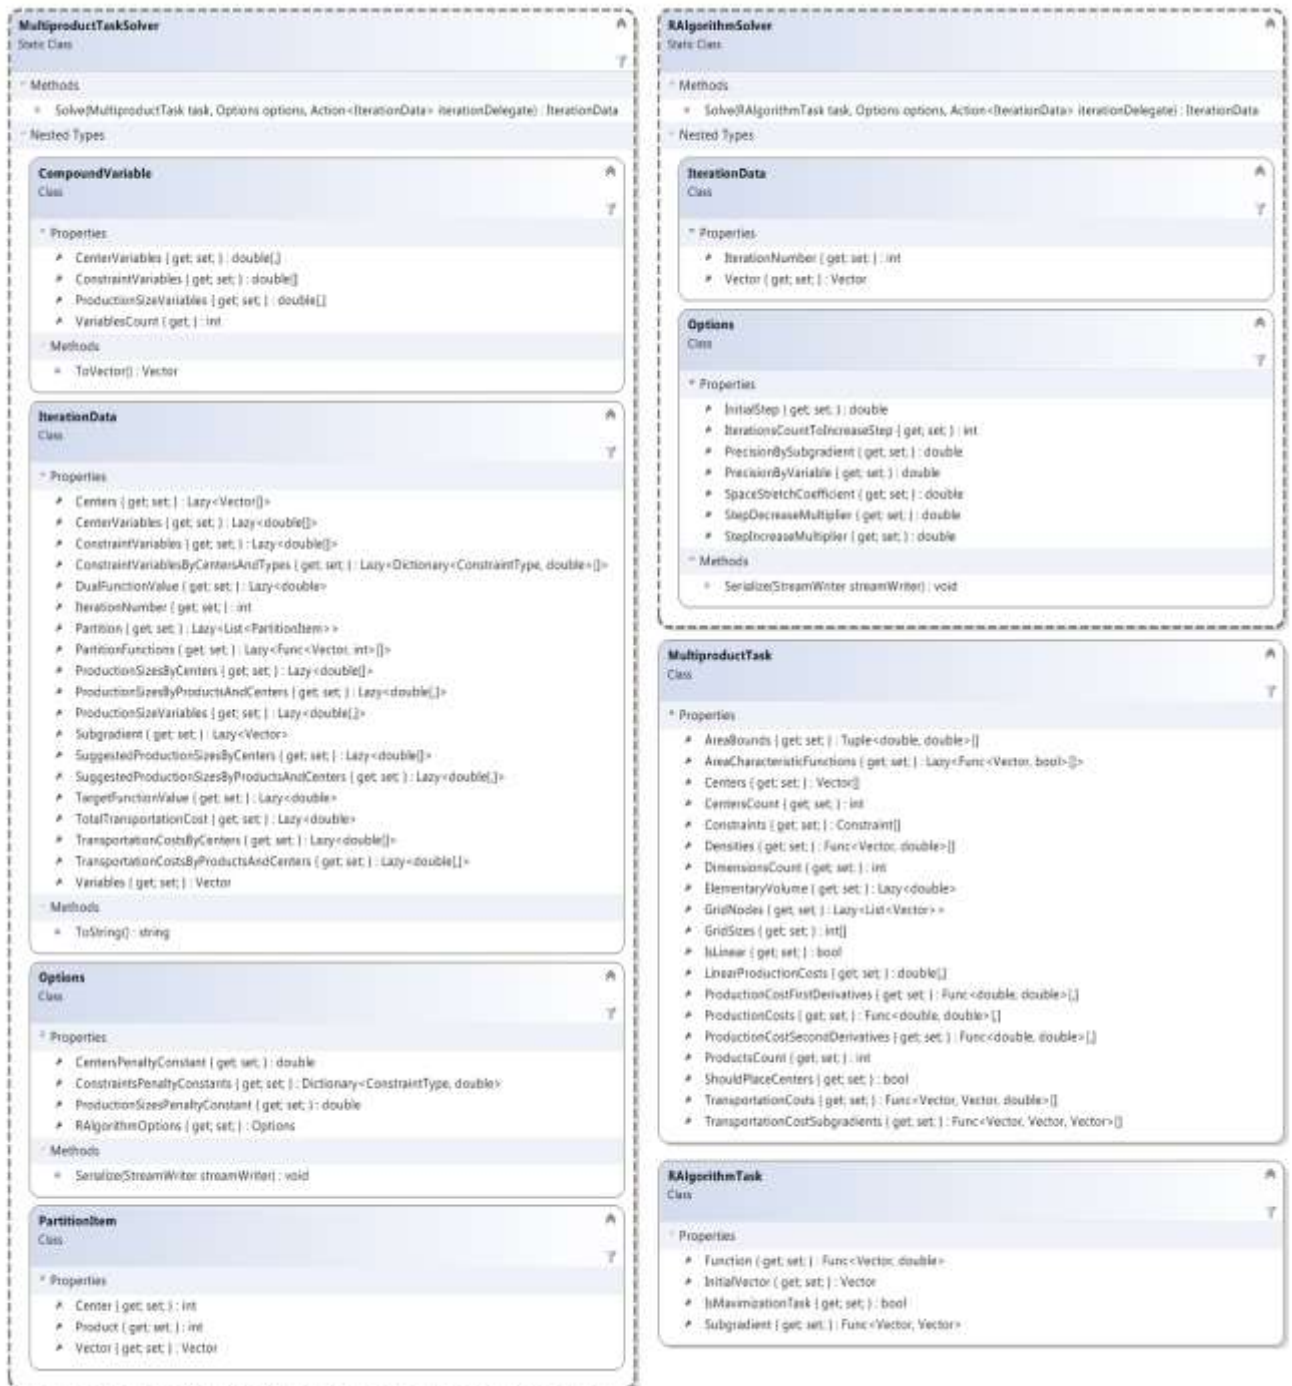 MultiproductTaskSolver
Static Class
Methods
Solve(MultiproductTask task, Options options, Action<IterationData> iterationDelegate) : IterationData
Nested Types
CompoundVariable
Class
Properties
CenterVariables { get; set; } : double[,]
ConstraintVariables { get; set; } : double[]
ProductionSizeVariables { get; set; } : double[,]
VariablesCount { get; } : int
Methods
ToVector() : Vector
IterationData
Class
Properties
Centers { get; set; } : Lazy<Vector[]>
CenterVariables { get; set; } : Lazy<double[]>
ConstraintVariables { get; set; } : Lazy<double[]>
ConstraintVariablesByCentersAndTypes { get; set; } : Lazy<Dictionary<ConstraintType, double>[]>
DualFunctionValue { get; set; } : Lazy<double>
IterationNumber { get; set; } : int
Partition { get; set; } : Lazy<List<PartitionItem>>
PartitionFunctions { get; set; } : Lazy<Func<Vector, int>[]>
ProductionSizesByCenters { get; set; } : Lazy<double[]>
ProductionSizesByProductsAndCenters { get; set; } : Lazy<double[,]>
ProductionSizeVariables { get; set; } : Lazy<double[,]>
Subgradient { get; set; } : Lazy<Vector>
SuggestedProductionSizesByCenters { get; set; } : Lazy<double[]>
SuggestedProductionSizesByProductsAndCenters { get; set; } : Lazy<double[,]>
TargetFunctionValue { get; set; } : Lazy<double>
TotalTransportationCost { get; set; } : Lazy<double>
TransportationCostsByCenters { get; set; } : Lazy<double[]>
TransportationCostsByProductsAndCenters { get; set; } : Lazy<double[,]>
Variables { get; set; } : Vector
Methods
ToString() : string
Options
Class
Properties
CentersPenaltyConstant { get; set; } : double
ConstraintsPenaltyConstants { get; set; } : Dictionary<ConstraintType, double>
ProductionSizesPenaltyConstant { get; set; } : double
RAlgorithmOptions { get; set; } : Options
Methods
Serialize(StreamWriter streamWriter) : void
PartitionItem
Class
Properties
Center { get; set; } : int
Product { get; set; } : int
Vector { get; set; } : Vector
RAlgorithmSolver
Static Class
Methods
Solve(RAlgorithmTask task, Options options, Action<IterationData> iterationDelegate) : IterationData
Nested Types
IterationData
Class
Properties
IterationNumber { get; set; } : int
Vector { get; set; } : Vector
Options
Class
Properties
InitialStep { get; set; } : double
IterationsCountToIncreaseStep { get; set; } : int
PrecisionBySubgradient { get; set; } : double
PrecisionByVariable { get; set; } : double
SpaceStretchCoefficient { get; set; } : double
StepDecreaseMultiplier { get; set; } : double
StepIncreaseMultiplier { get; set; } : double
Methods
Serialize(StreamWriter streamWriter) : void
MultiproductTask
Class
Properties
AreaBounds { get; set; } : Tuple<double, double>[]
AreaCharacteristicFunctions { get; set; } : Lazy<Func<Vector, bool>[]>
Centers { get; set; } : Vector[]
CentersCount { get; set; } : int
Constraints { get; set; } : Constraint[]
Densities { get; set; } : Func<Vector, double>[]
DimensionsCount { get; set; } : int
ElementaryVolume { get; set; } : Lazy<double>
GridNodes { get; set; } : Lazy<List<Vector>>
GridSizes { get; set; } : int[]
IsLinear { get; set; } : bool
LinearProductionCosts { get; set; } : double[,]
ProductionCostFirstDerivatives { get; set; } : Func<double, double>[,]
ProductionCosts { get; set; } : Func<double, double>[,]
ProductionCostSecondDerivatives { get; set; } : Func<double, double>[,]
ProductsCount { get; set; } : int
ShouldPlaceCenters { get; set; } : bool
TransportationCosts { get; set; } : Func<Vector, Vector, double>[]
TransportationCostSubgradients { get; set; } : Func<Vector, Vector, Vector>[]
RAlgorithmTask
Class
Properties
Function { get; set; } : Func<Vector, double>
InitialVector { get; set; } : Vector
IsMaximizationTask { get; set; } : bool
Subgradient { get; set; } : Func<Vector, Vector>